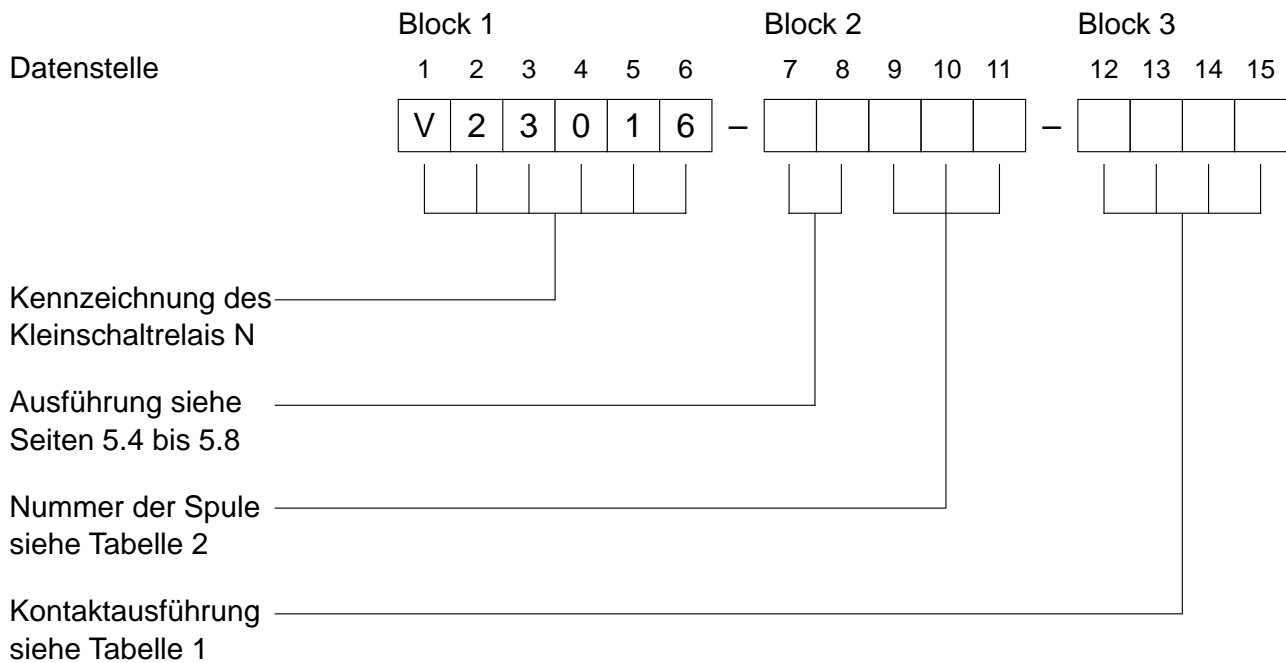 Block 1 Block 2 Block 3
Datenstelle 1 2 3 4 5 6 7 8 9 10 11 12 13 14 15
V 2 3 0 1 6 – –
Kennzeichnung des
Kleinschaltrelais N
Ausführung siehe
Seiten 5.4 bis 5.8
Nummer der Spule
siehe Tabelle 2
Kontaktausführung
siehe Tabelle 1